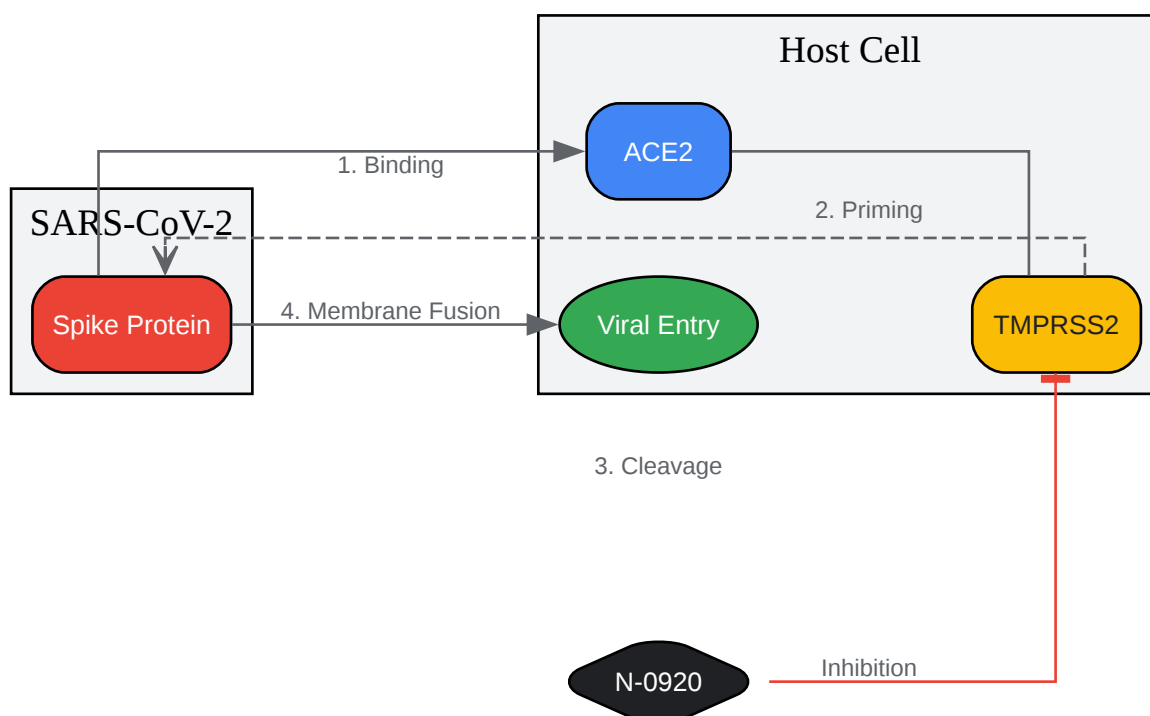 Host Cell
ACE2
1. Binding
2. Priming
SARS-CoV-2
4. Membrane Fusion
Spike Protein
Viral Entry
TMPRSS2
3. Cleavage
Inhibition
N-0920